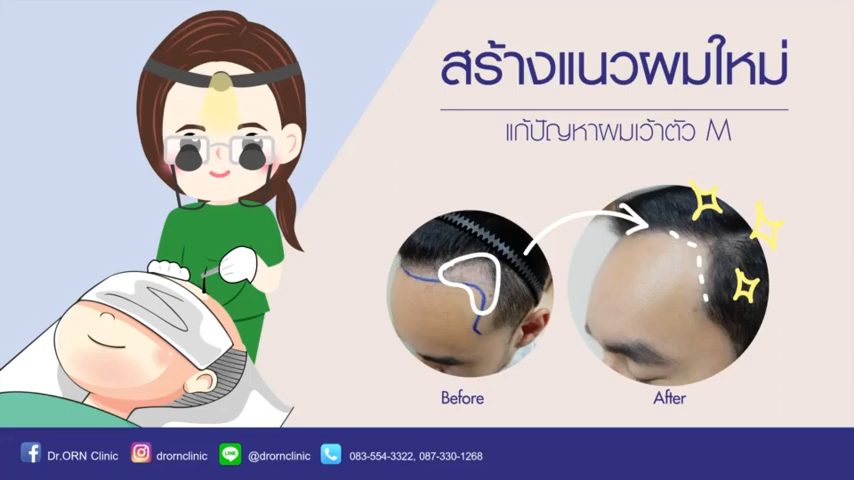 สร้างแนวผมใหม่
แก้ปัญหาผมเว้าตัว M
Before
After
Dr.ORN Clinic
drornclinic
LINE
@drornclinic
083-554-3322, 087-330-1268